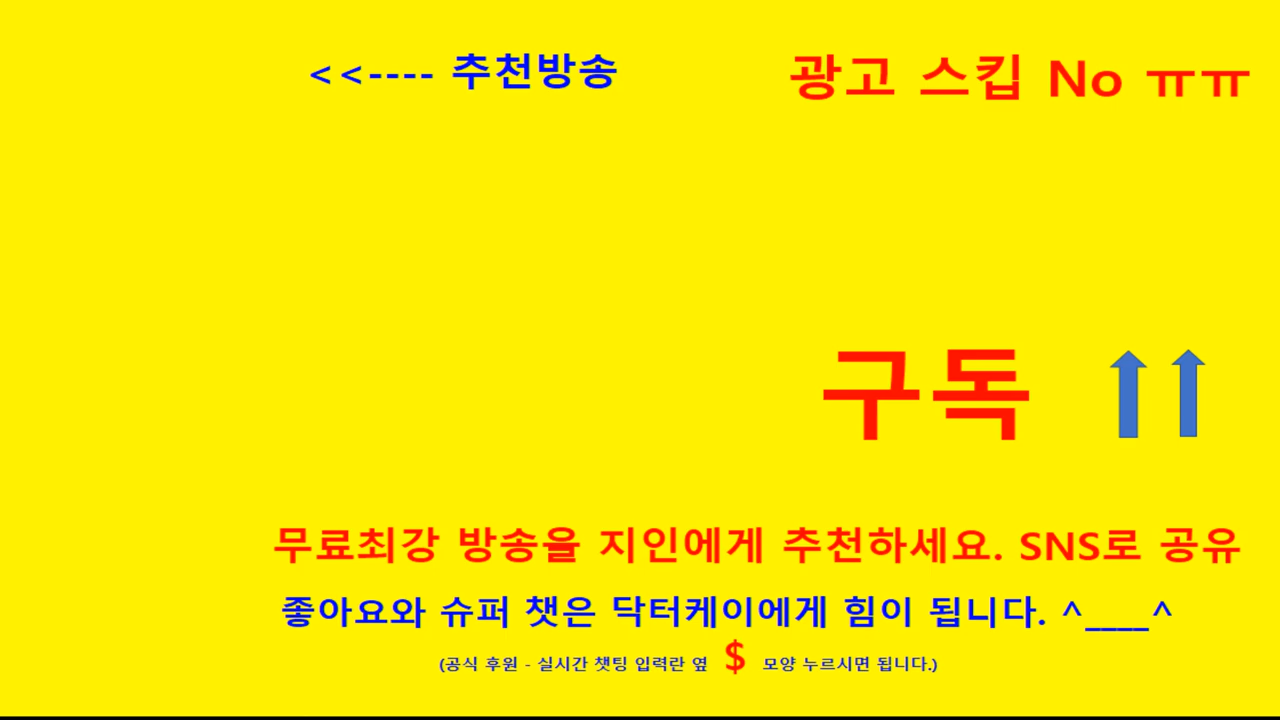 <<---- 추천방송
광고 스킵 No ㅠㅠ
구독
무료최강 방송을 지인에게 추천하세요. SNS로 공유
좋아요와 슈퍼 챗은 닥터케이에게 힘이 됩니다. ^____^
(공식 후원 - 실시간 챗팅 입력란 옆 $ 모양 누르시면 됩니다.)